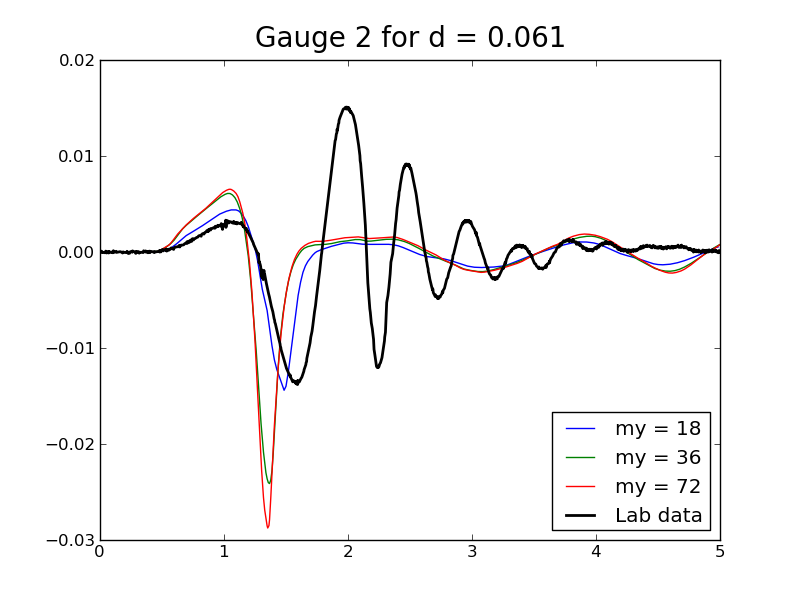 Gauge 2 for d = 0.061
0.02
0.01
0.00
−0.01
−0.02
−0.03
0 1 2 3 4 5
my = 18
my = 36
my = 72
Lab data